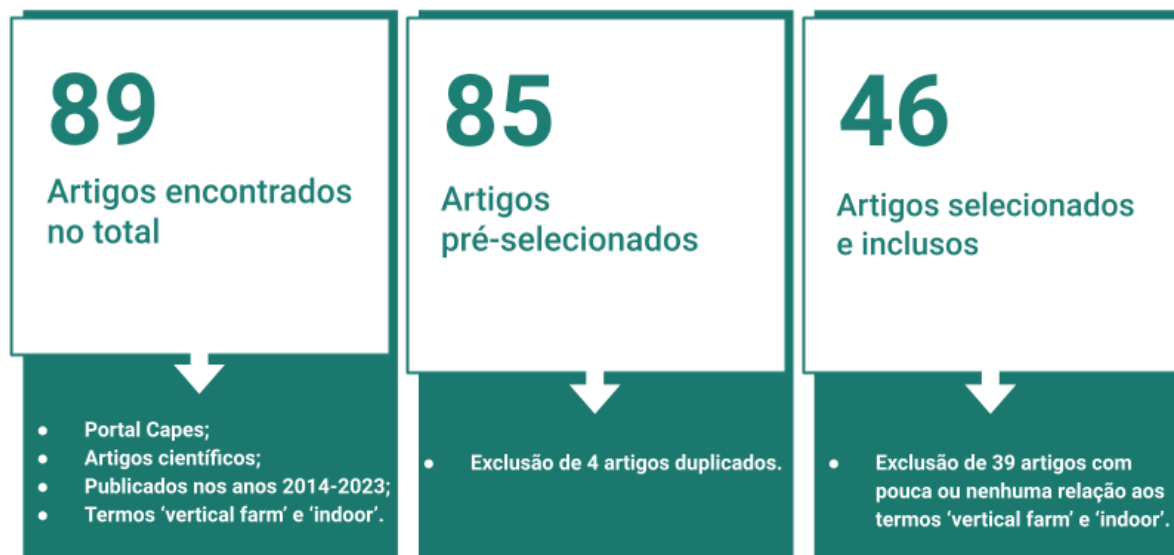 89
Artigos encontrados
no total
• Portal Capes;
• Artigos científicos;
• Publicados nos anos 2014-2023;
• Termos ‘vertical farm’ e ‘indoor’.
85
Artigos
pré-selecionados
• Exclusão de 4 artigos duplicados.
46
Artigos selecionados
e inclusos
• Exclusão de 39 artigos com
pouca ou nenhuma relação aos
termos ‘vertical farm’ e ‘indoor’.